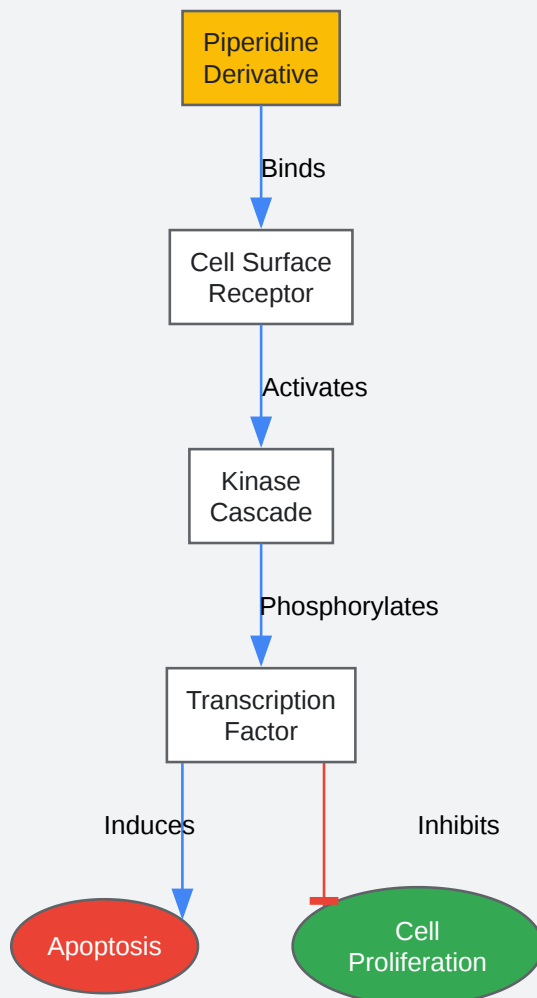 Piperidine
Derivative
Binds
Cell Surface
Receptor
Activates
Kinase
Cascade
Phosphorylates
Transcription
Factor
Induces
Inhibits
Apoptosis
Cell
Proliferation